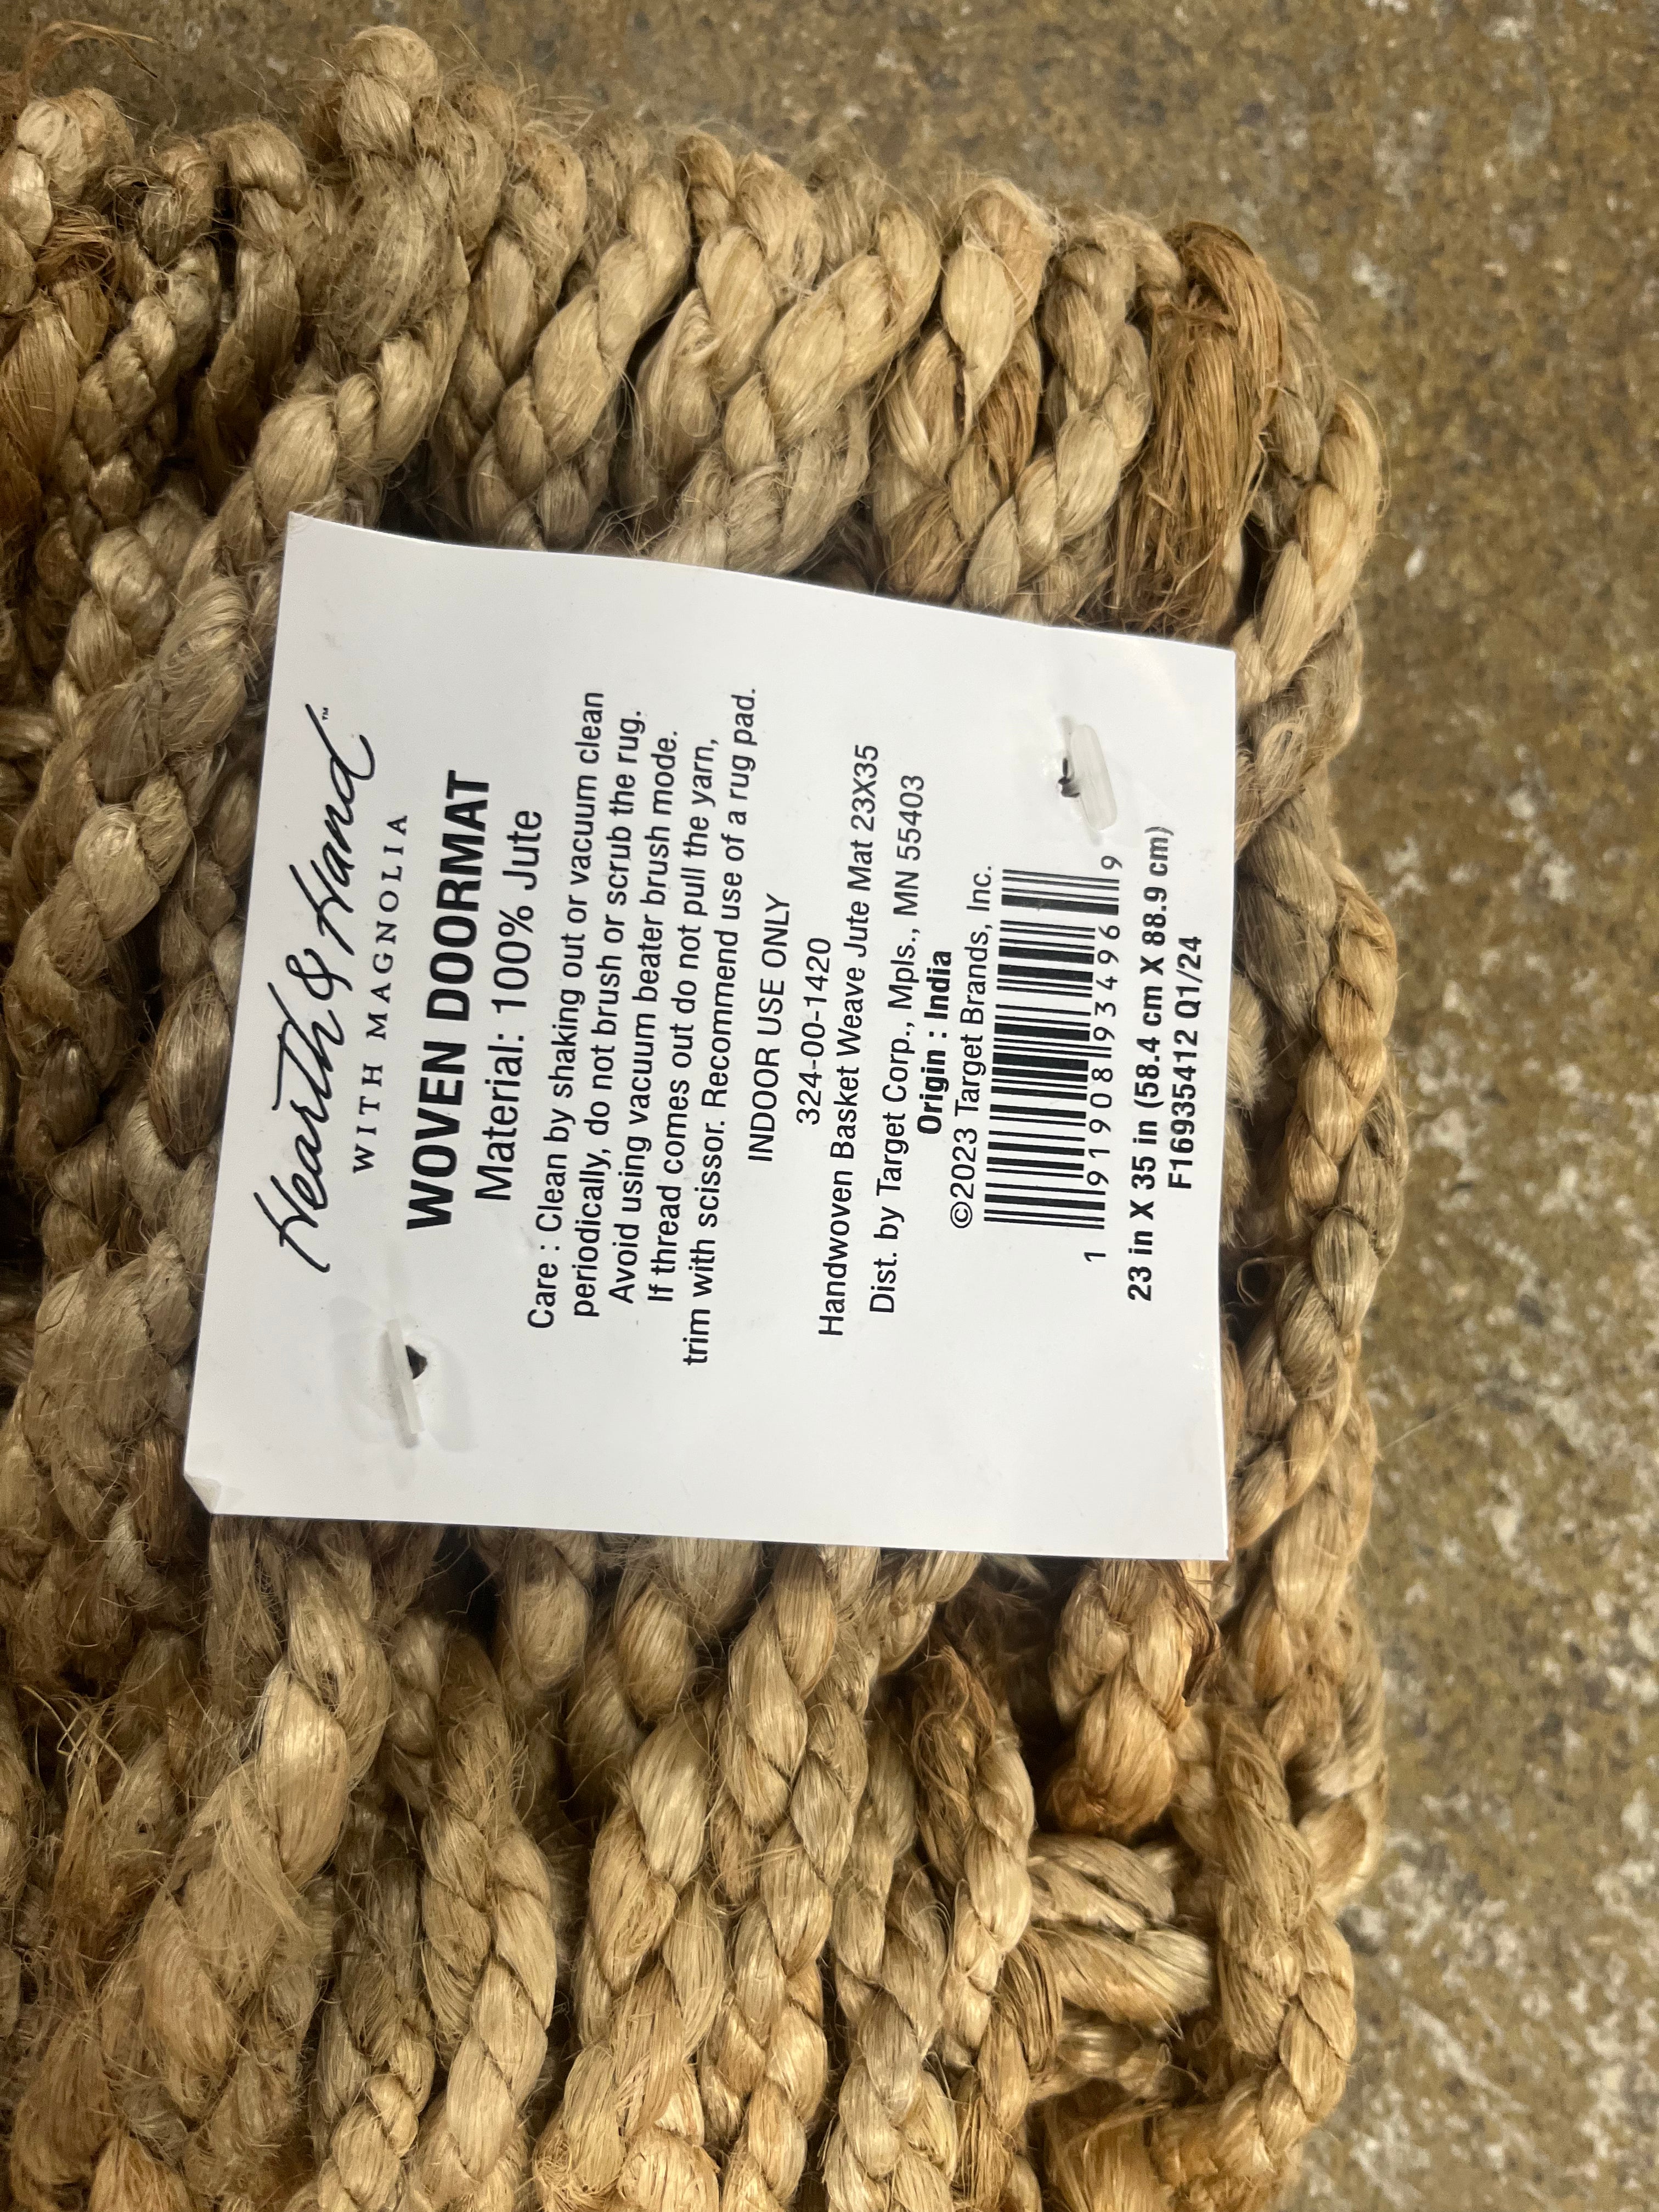 Hearth & Hand™
WITH MAGNOLIA
WOVEN DOORMAT
Material: 100% Jute
Care : Clean by shaking out or vacuum clean
periodically, do not brush or scrub the rug.
Avoid using vacuum beater brush mode.
If thread comes out do not pull the yarn,
trim with scissor. Recommend use of a rug pad.
INDOOR USE ONLY
324-00-1420
Handwoven Basket Weave Jute Mat 23X35
Dist. by Target Corp., Mpls., MN 55403
Origin : India
©2023 Target Brands, Inc.
1 91908 93496 9
23 in X 35 in (58.4 cm X 88.9 cm)
F16935412 Q1/24